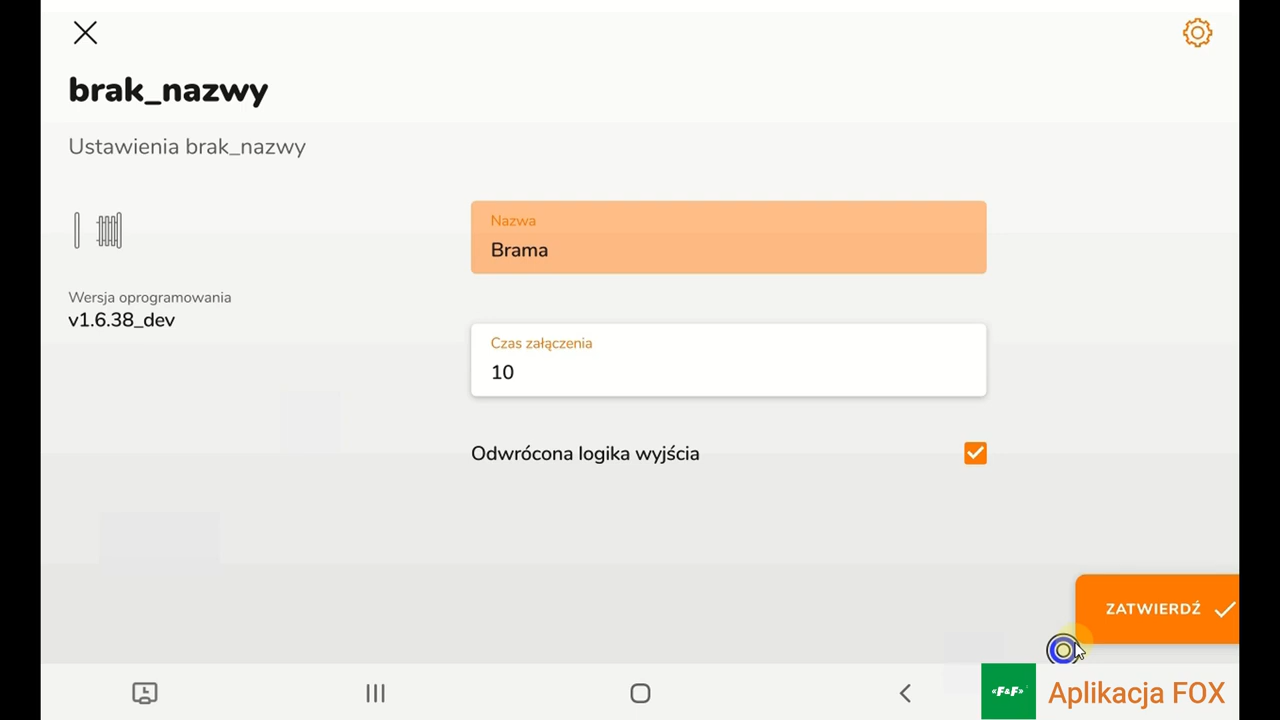 brak_nazwy
Ustawienia brak_nazwy
Wersja oprogramowania
v1.6.38_dev
Nazwa
Brama
Czas załączenia
10
Odwrócona logika wyjścia
ZATWIERDŹ
«F&F»
Aplikacja FOX